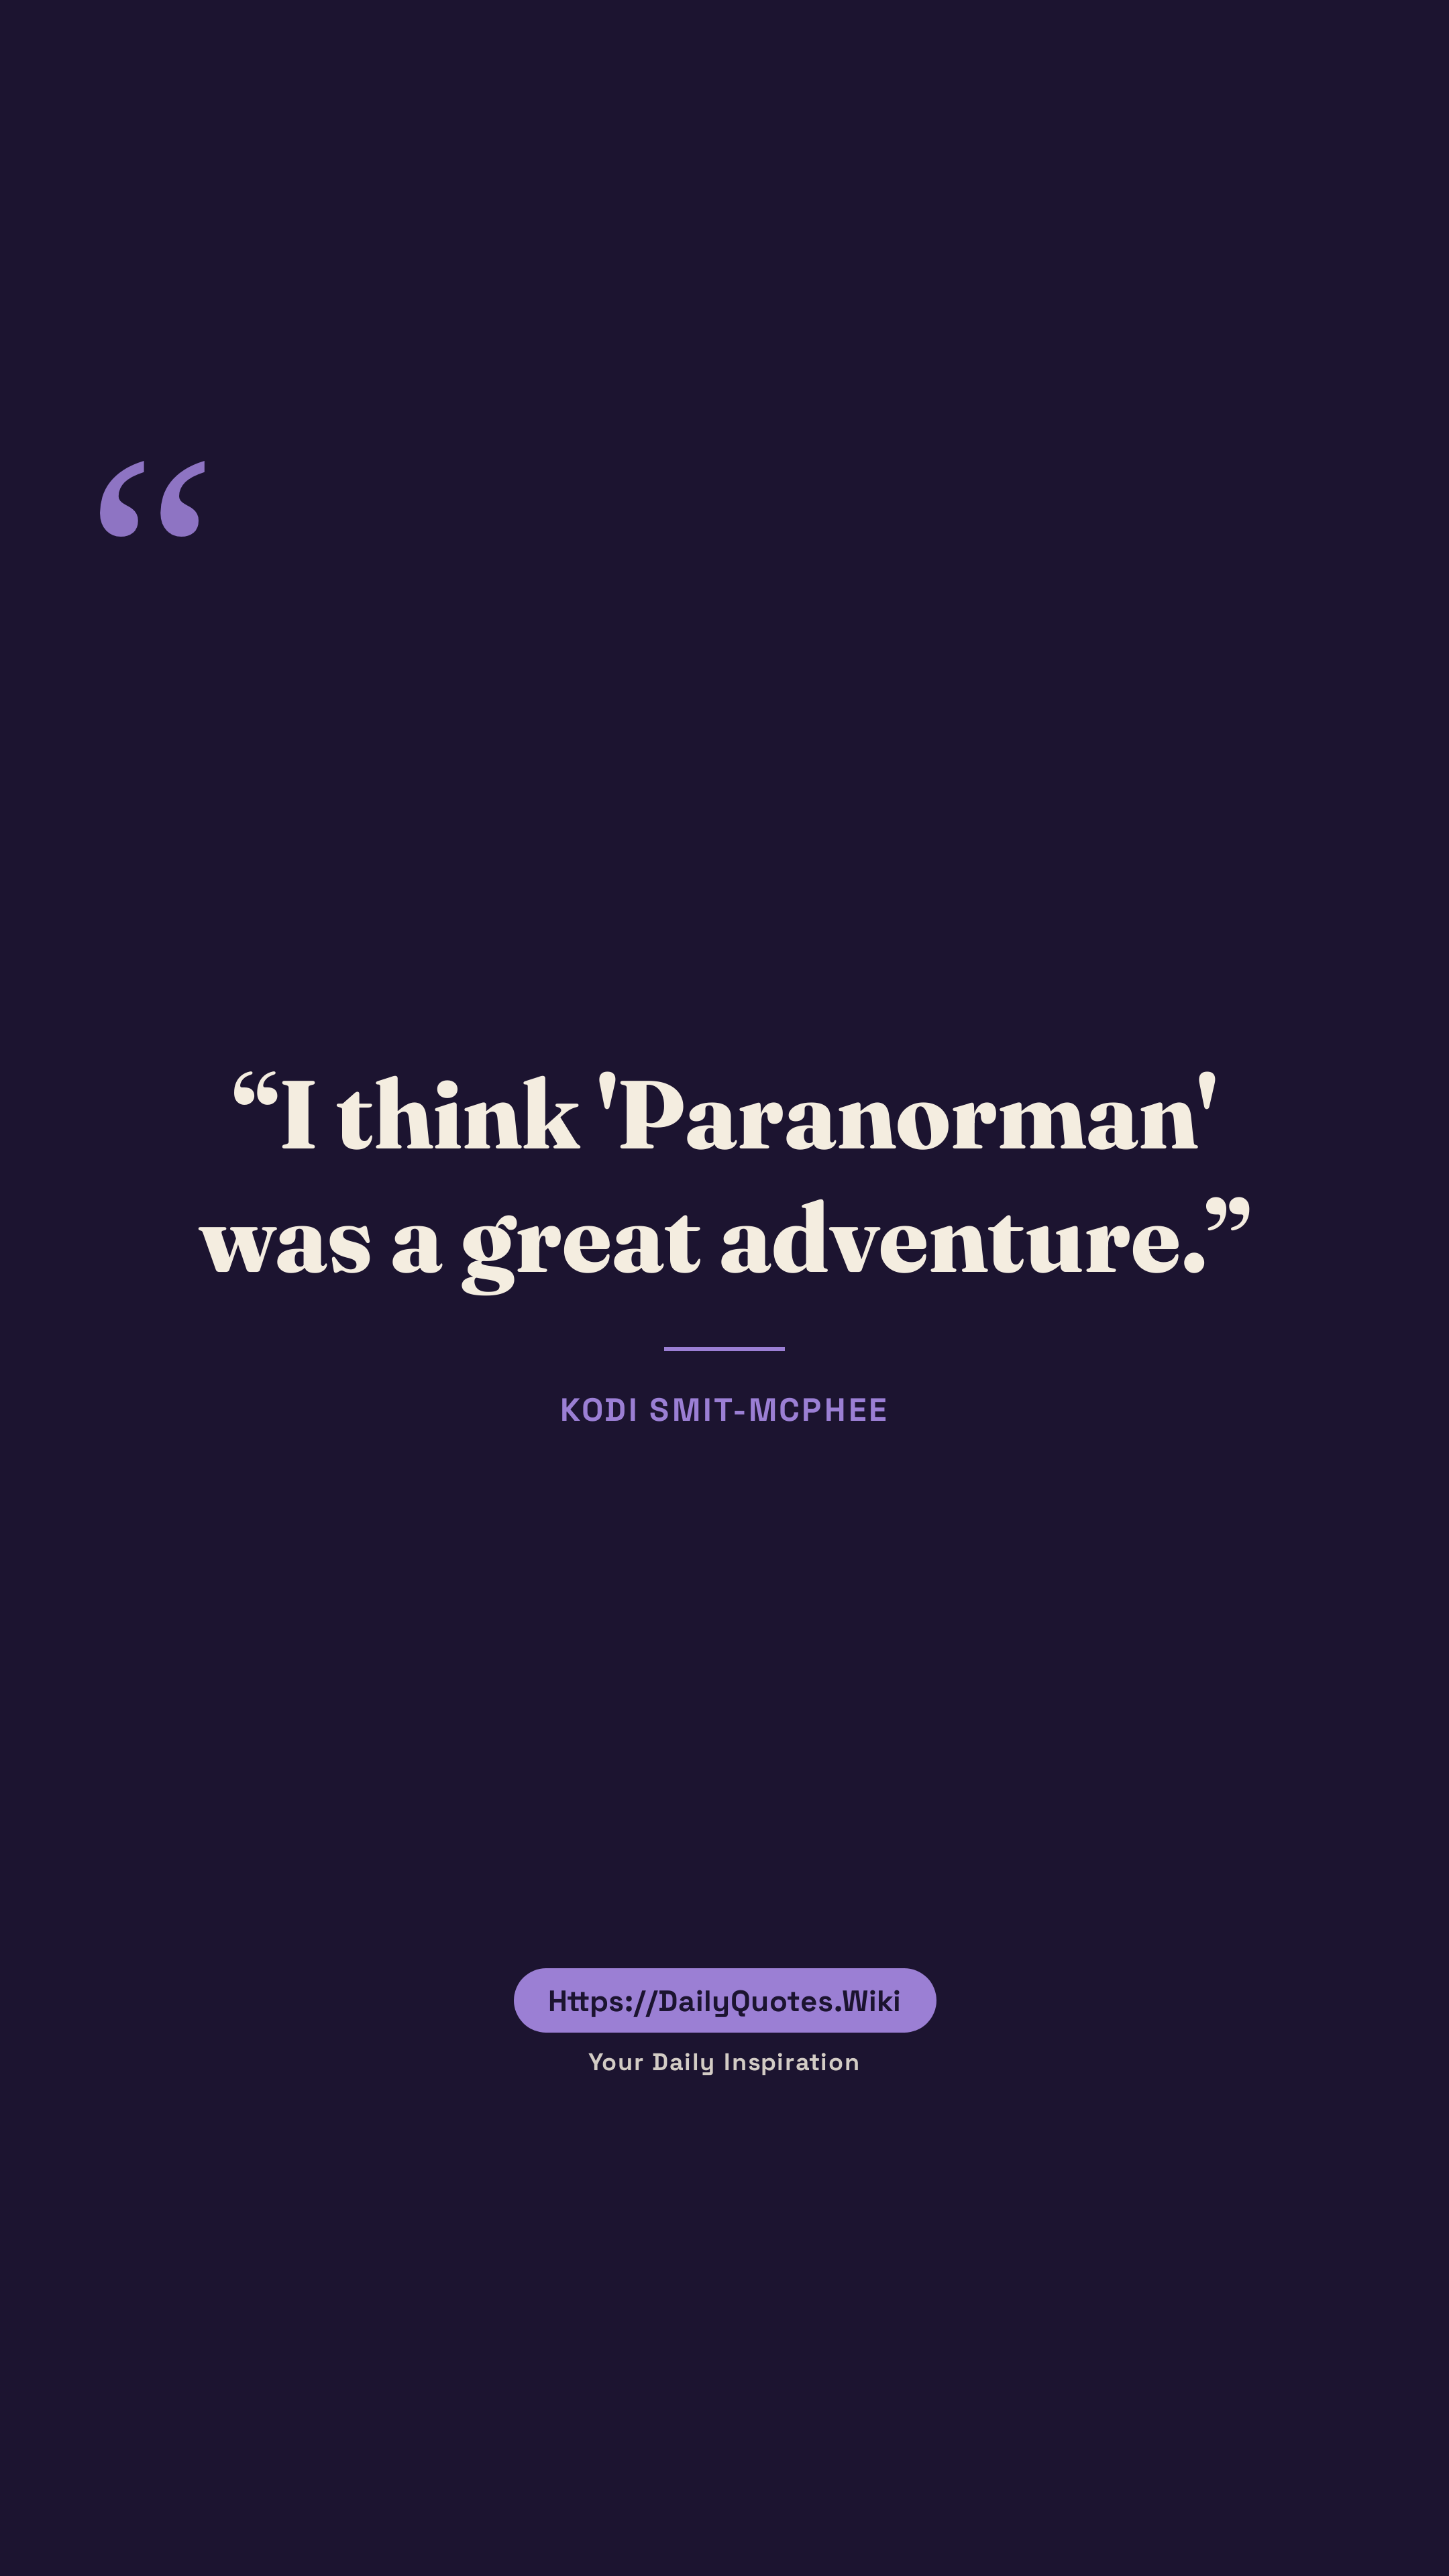 “
“I think 'Paranorman'
was a great adventure.”
KODI SMIT-MCPHEE
Https://DailyQuotes.Wiki
Your Daily Inspiration